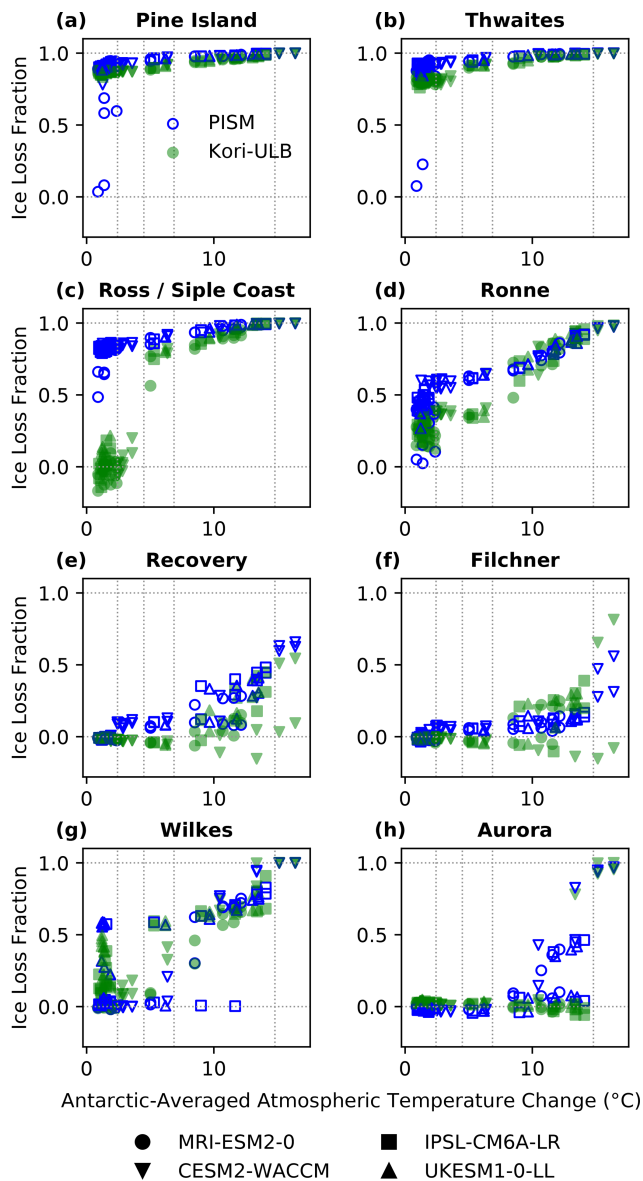 (a) Pine Island
(b) Thwaites
Ice Loss Fraction
1.0
0.5
0.0
PISM
Kori-ULB
0 10
0 10
(c) Ross / Siple Coast
(d) Ronne
Ice Loss Fraction
1.0
0.5
0.0
0 10
0 10
(e) Recovery
(f) Filchner
Ice Loss Fraction
1.0
0.5
0.0
0 10
0 10
(g) Wilkes
(h) Aurora
Ice Loss Fraction
1.0
0.5
0.0
0 10
0 10
Antarctic-Averaged Atmospheric Temperature Change (°C)
MRI-ESM2-0 IPSL-CM6A-LR
CESM2-WACCM UKESM1-0-LL